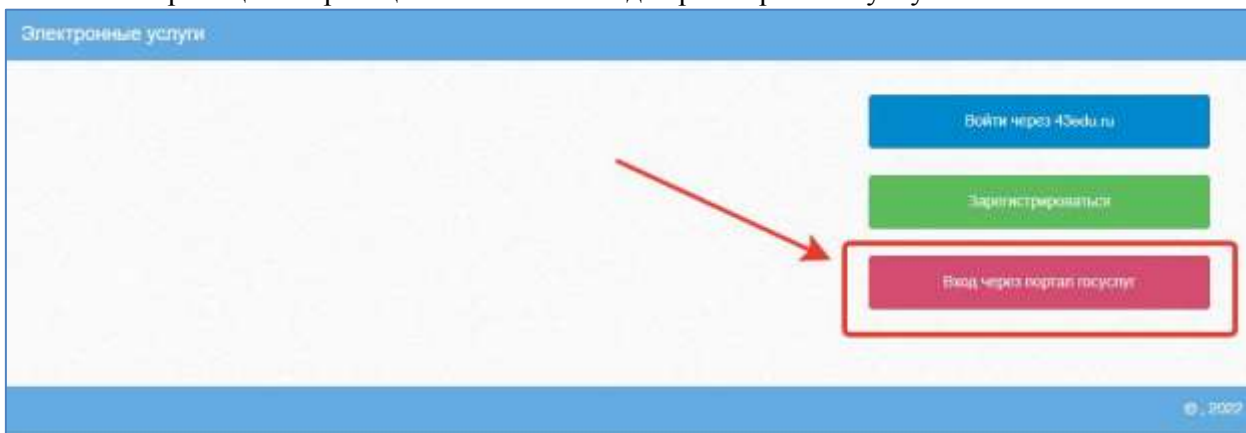 Электронные услуги
Войти через 43edu.ru
Зарегистрироваться
Вход через портал госуслуг
© , 2022